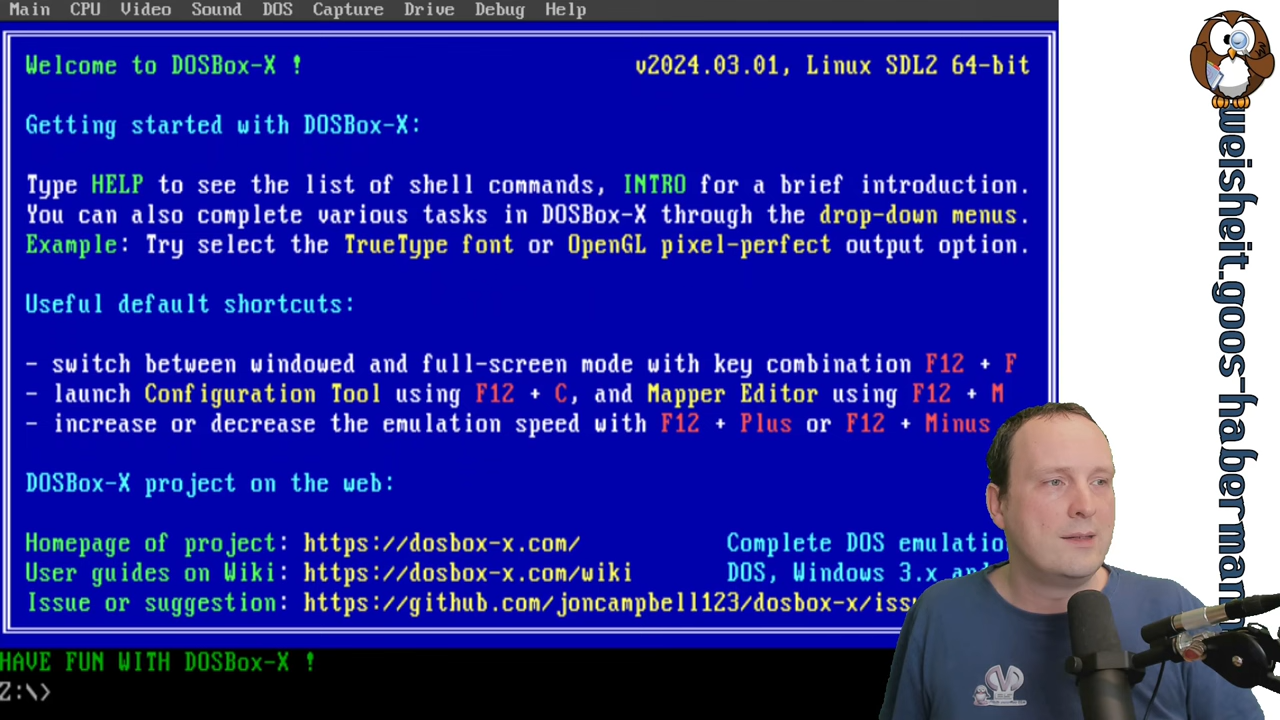 Main CPU Video Sound DOS Capture Drive Debug Help
Welcome to DOSBox-X ! v2024.03.01, Linux SDL2 64-bit
Getting started with DOSBox-X:
Type HELP to see the list of shell commands, INTRO for a brief introduction.
You can also complete various tasks in DOSBox-X through the drop-down menus.
Example: Try select the TrueType font or OpenGL pixel-perfect output option.
Useful default shortcuts:
- switch between windowed and full-screen mode with key combination F12 + F
- launch Configuration Tool using F12 + C, and Mapper Editor using F12 + M
- increase or decrease the emulation speed with F12 + Plus or F12 + Minus
DOSBox-X project on the web:
Homepage of project: https://dosbox-x.com/ Complete DOS emulatio
User guides on Wiki: https://dosbox-x.com/wiki DOS, Windows 3.x and
Issue or suggestion: https://github.com/joncampbell123/dosbox-x/iss
HAVE FUN WITH DOSBox-X !
Z:\>
weisheit.goos-haberman